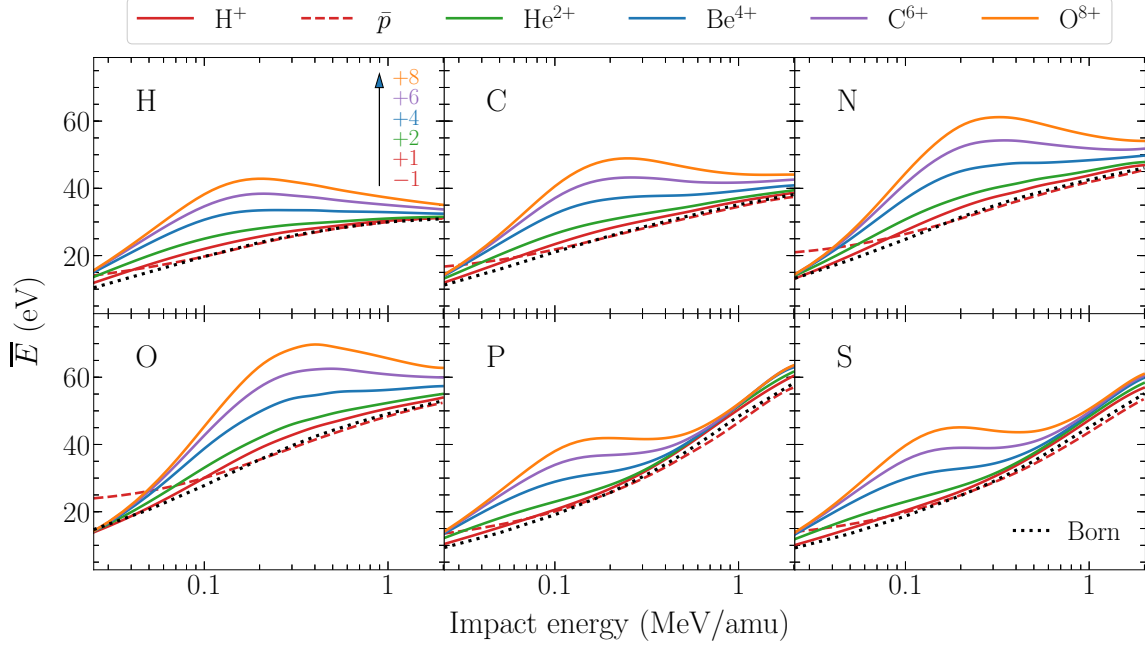 H⁺ p̄ He²⁺ Be⁴⁺ C⁶⁺ O⁸⁺
H C N
+8
+6
+4
+2
+1
−1
60
40
20
O P S
60
40
20
Born
0.1 1 0.1 1 0.1 1
E̅ (eV)
Impact energy (MeV/amu)